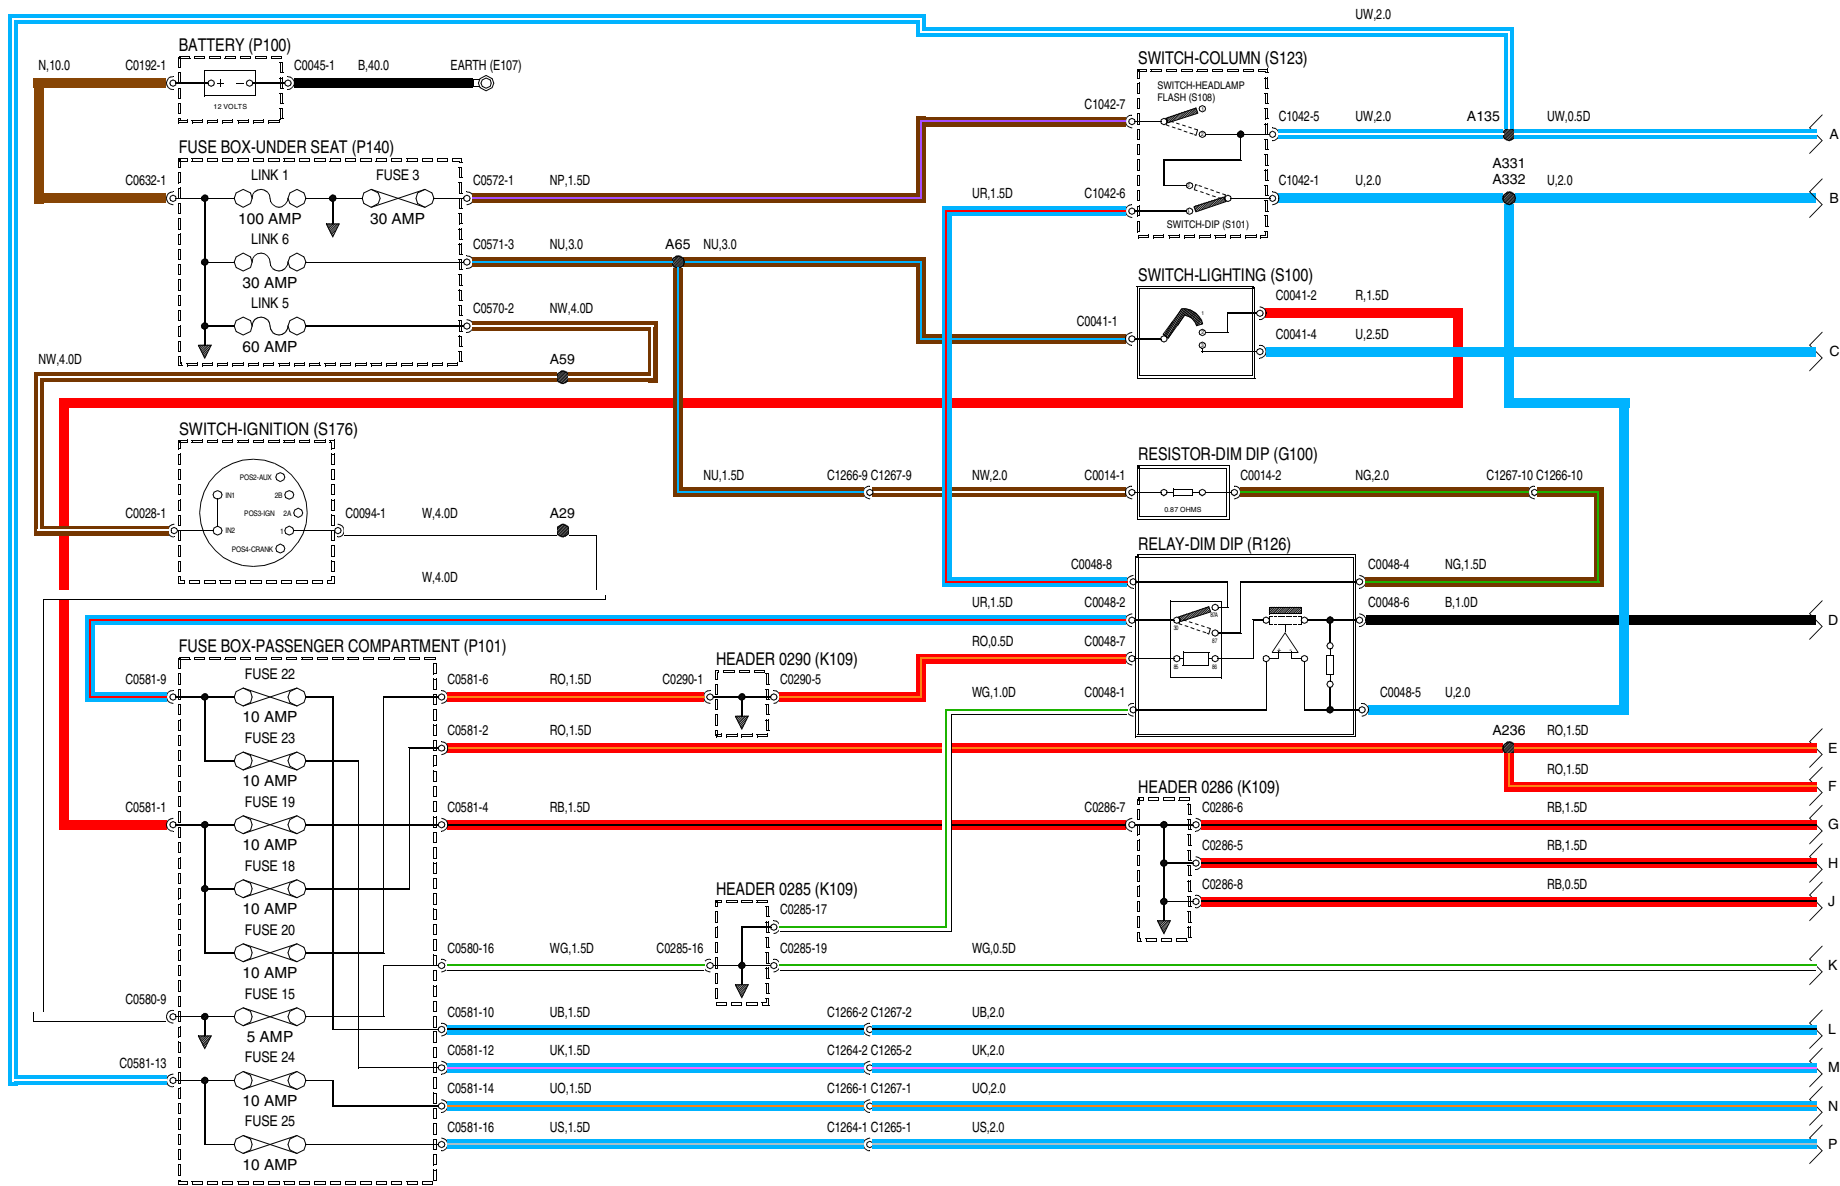 UW,2.0
BATTERY (P100)
N,10.0
C0192-1
C0045-1
B,40.0
EARTH (E107)
+ -
12 VOLTS
SWITCH-COLUMN (S123)
SWITCH-HEADLAMP
FLASH (S108)
C1042-7
C1042-5
UW,2.0
A135
UW,0.5D
A
FUSE BOX-UNDER SEAT (P140)
LINK 1
FUSE 3
C0632-1
C0572-1
NP,1.5D
100 AMP
30 AMP
UR,1.5D
C1042-6
C1042-1
U,2.0
A331
A332
U,2.0
B
SWITCH-DIP (S101)
LINK 6
C0571-3
NU,3.0
A65
NU,3.0
30 AMP
SWITCH-LIGHTING (S100)
LINK 5
C0570-2
NW,4.0D
60 AMP
C0041-1
C0041-2
R,1.5D
C0041-4
U,2.5D
C
NW,4.0D
A59
SWITCH-IGNITION (S176)
POS2-AUX
IN1
2B
POS3-IGN
2A
IN2
1
POS4-CRANK
C0028-1
C0094-1
W,4.0D
A29
W,4.0D
RESISTOR-DIM DIP (G100)
NU,1.5D
C1266-9 C1267-9
NW,2.0
C0014-1
C0014-2
NG,2.0
C1267-10 C1266-10
0.87 OHMS
RELAY-DIM DIP (R126)
C0048-8
C0048-4
NG,1.5D
UR,1.5D
C0048-2
C0048-6
B,1.0D
D
87A
30
87
RO,0.5D
C0048-7
85
86
WG,1.0D
C0048-1
C0048-5
U,2.0
FUSE BOX-PASSENGER COMPARTMENT (P101)
FUSE 22
C0581-9
10 AMP
C0581-6
RO,1.5D
HEADER 0290 (K109)
C0290-1
C0290-5
FUSE 23
10 AMP
C0581-2
RO,1.5D
A236
RO,1.5D
E
RO,1.5D
F
FUSE 19
C0581-1
10 AMP
C0581-4
RB,1.5D
HEADER 0286 (K109)
C0286-7
C0286-6
RB,1.5D
G
FUSE 18
10 AMP
C0286-5
RB,1.5D
H
C0286-8
RB,0.5D
J
HEADER 0285 (K109)
C0285-17
FUSE 20
10 AMP
C0580-16
WG,1.5D
C0285-16
C0285-19
WG,0.5D
K
C0580-9
FUSE 15
5 AMP
C0581-10
UB,1.5D
C1266-2 C1267-2
UB,2.0
L
C0581-13
FUSE 24
10 AMP
C0581-12
UK,1.5D
C1264-2 C1265-2
UK,2.0
M
C0581-14
UO,1.5D
C1266-1 C1267-1
UO,2.0
N
FUSE 25
10 AMP
C0581-16
US,1.5D
C1264-1 C1265-1
US,2.0
P